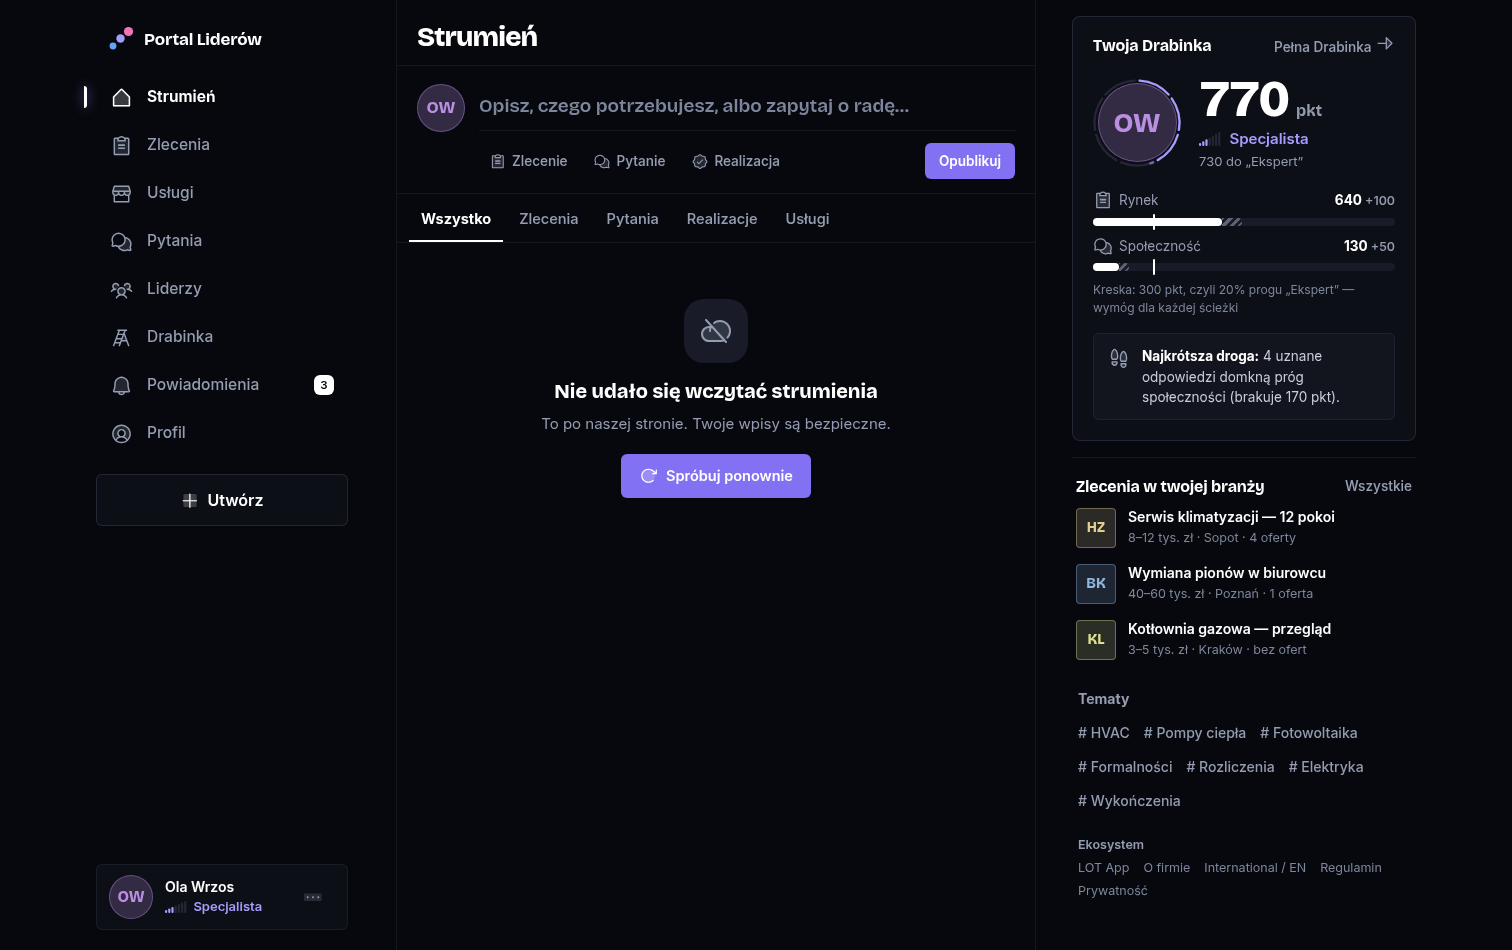 Portal Liderów
Strumień
Zlecenia
Usługi
Pytania
Liderzy
Drabinka
Powiadomienia 3
Profil
Utwórz
OW
Ola Wrzos
Specjalista
Strumień
OW
Opisz, czego potrzebujesz, albo zapytaj o radę...
Zlecenie Pytanie Realizacja Opublikuj
Wszystko Zlecenia Pytania Realizacje Usługi
Nie udało się wczytać strumienia
To po naszej stronie. Twoje wpisy są bezpieczne.
Spróbuj ponownie
Twoja Drabinka Pełna Drabinka
OW
770 pkt
Specjalista
730 do „Ekspert”
Rynek 640 +100
Społeczność 130 +50
Kreska: 300 pkt, czyli 20% progu „Ekspert” —
wymóg dla każdej ścieżki
Najkrótsza droga: 4 uznane
odpowiedzi domkną próg
społeczności (brakuje 170 pkt).
Zlecenia w twojej branży Wszystkie
HZ
Serwis klimatyzacji — 12 pokoi
8–12 tys. zł · Sopot · 4 oferty
BK
Wymiana pionów w biurowcu
40–60 tys. zł · Poznań · 1 oferta
KL
Kotłownia gazowa — przegląd
3–5 tys. zł · Kraków · bez ofert
Tematy
# HVAC # Pompy ciepła # Fotowoltaika
# Formalności # Rozliczenia # Elektryka
# Wykończenia
Ekosystem
LOT App O firmie International / EN Regulamin
Prywatność